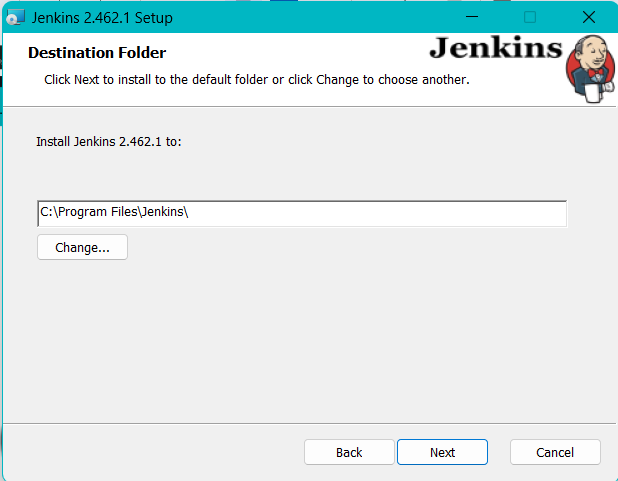 Jenkins 2.462.1 Setup
Destination Folder
Jenkins
Click Next to install to the default folder or click Change to choose another.
Install Jenkins 2.462.1 to:
C:\Program Files\Jenkins\
Change...
Back
Next
Cancel